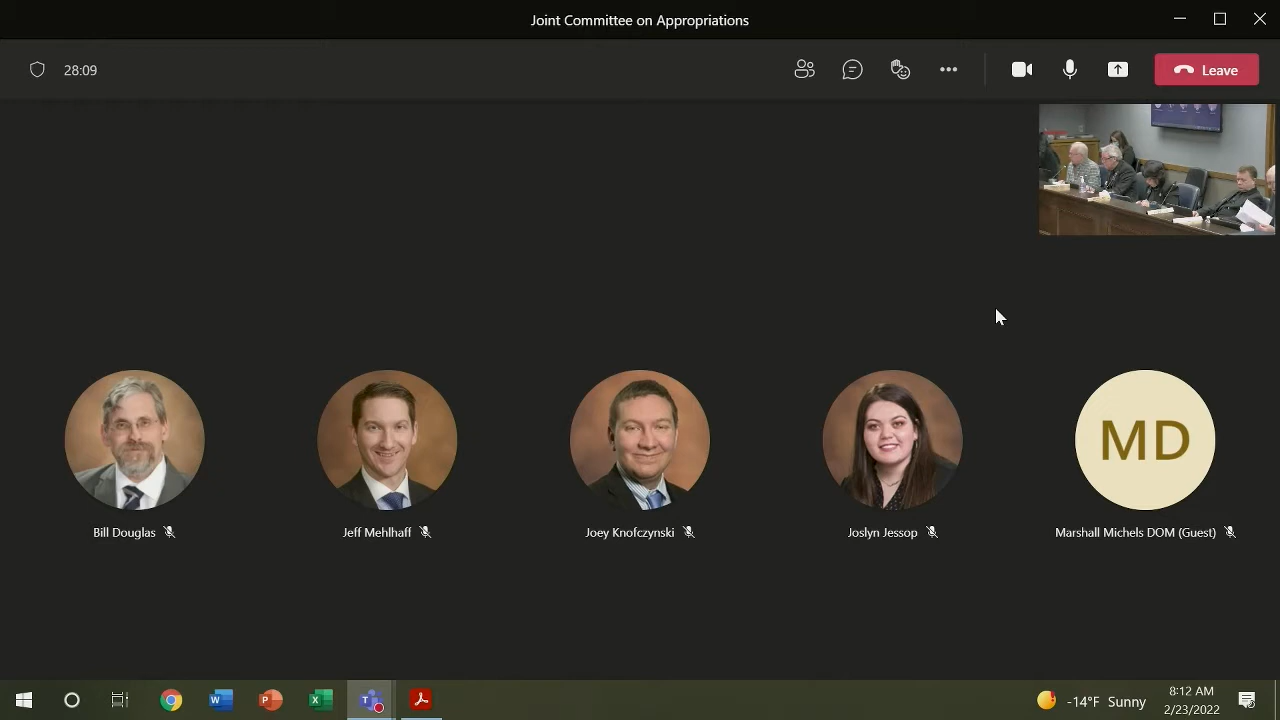 Joint Committee on Appropriations
28:09
Leave
MD
Bill Douglas
Jeff Mehlhaff
Joey Knofczynski
Joslyn Jessop
Marshall Michels DOM (Guest)
W
P
X
T
-14°F Sunny
8:12 AM
2/23/2022